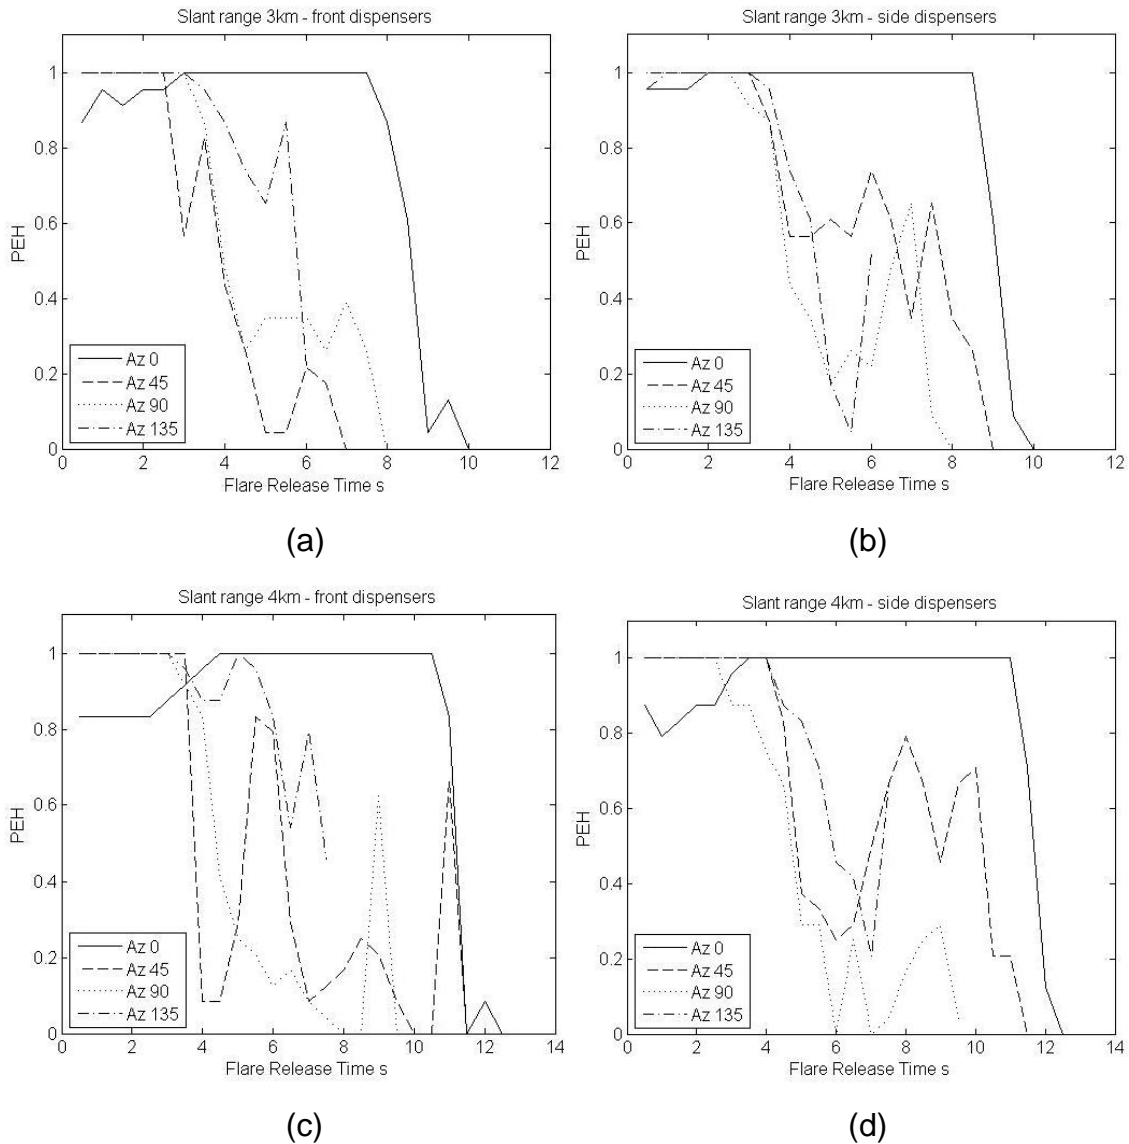 Slant range 3km - front dispensers
1
0.8
0.6
0.4
0.2
0
PEH
Az 0
Az 45
Az 90
Az 135
0 2 4 6 8 10 12
Flare Release Time s
(a)
Slant range 3km - side dispensers
1
0.8
0.6
0.4
0.2
0
PEH
Az 0
Az 45
Az 90
Az 135
0 2 4 6 8 10 12
Flare Release Time s
(b)
Slant range 4km - front dispensers
1
0.8
0.6
0.4
0.2
0
PEH
Az 0
Az 45
Az 90
Az 135
0 2 4 6 8 10 12 14
Flare Release Time s
(c)
Slant range 4km - side dispensers
1
0.8
0.6
0.4
0.2
0
PEH
Az 0
Az 45
Az 90
Az 135
0 2 4 6 8 10 12 14
Flare Release Time s
(d)